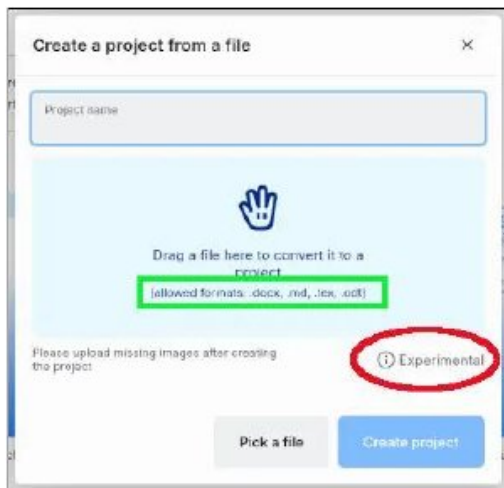 Create a project from a file
Project name
Drag a file here to convert it to a
project
(allowed formats: .docx, .md, .tex, .odt)
Please upload missing images after creating
the project
Experimental
Pick a file
Create project